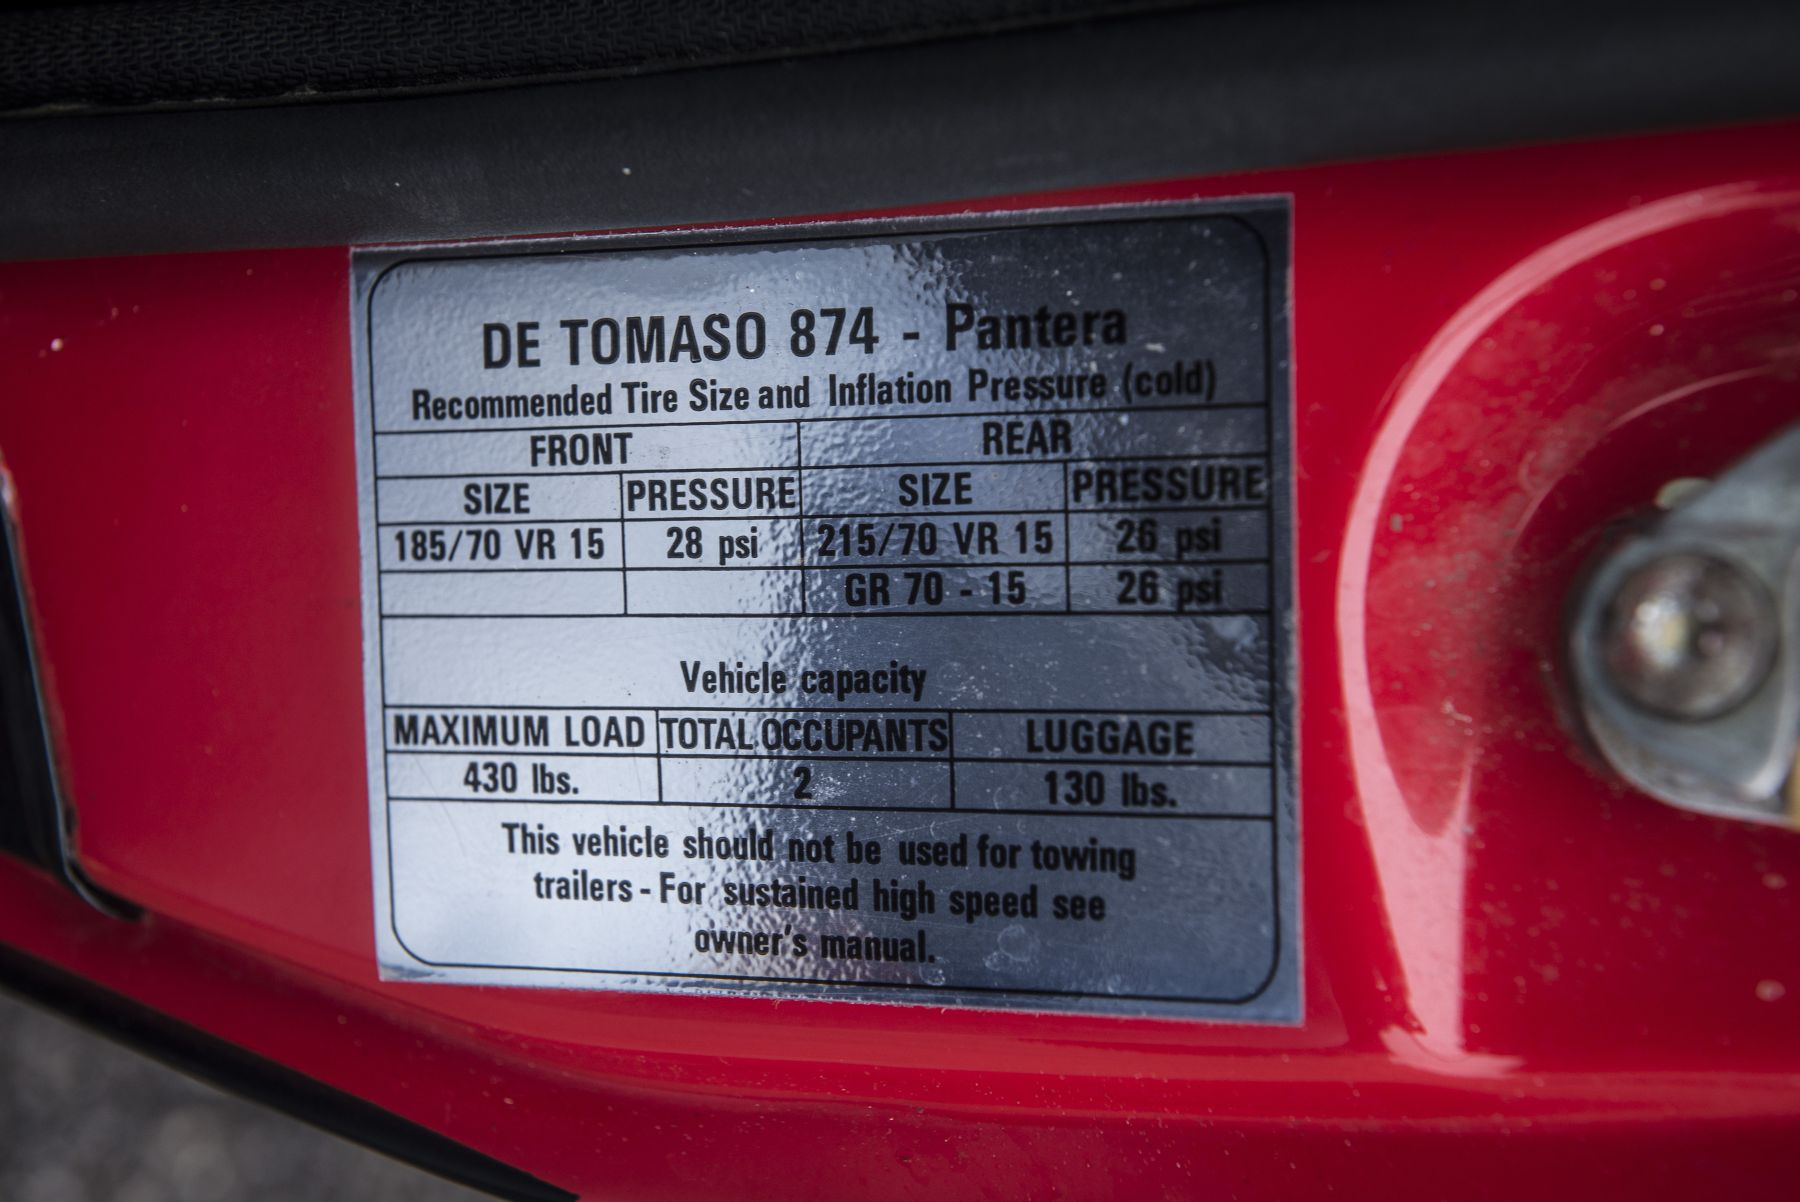 DE TOMASO 874 - Pantera
Recommended Tire Size and Inflation Pressure (cold)
FRONT REAR
SIZE PRESSURE SIZE PRESSURE
185/70 VR 15 28 psi 215/70 VR 15 26 psi
GR 70 - 15 26 psi
Vehicle capacity
MAXIMUM LOAD TOTAL OCCUPANTS LUGGAGE
430 lbs. 2 130 lbs.
This vehicle should not be used for towing
trailers - For sustained high speed see
owner's manual.